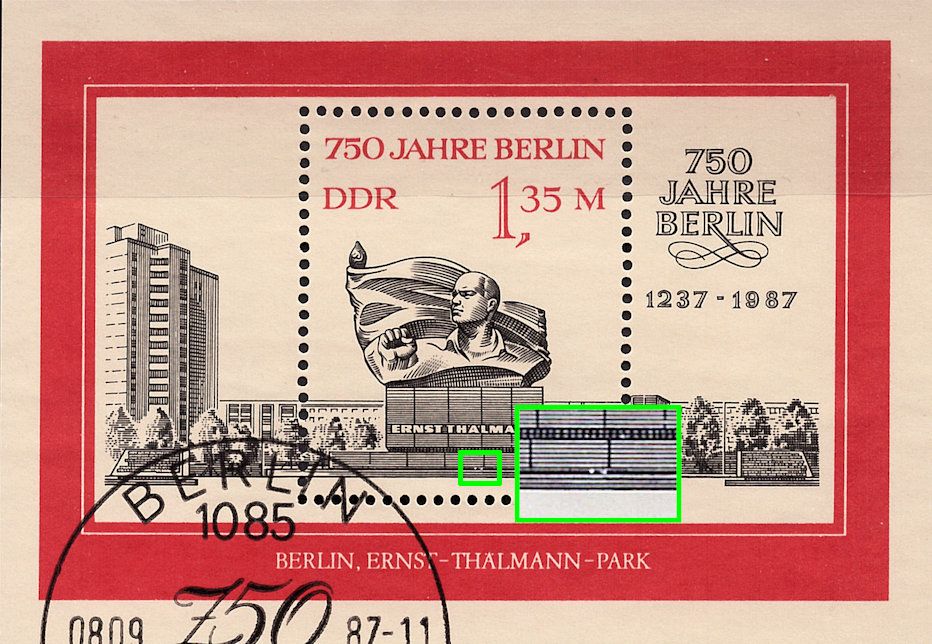 750 JAHRE BERLIN
DDR 1,35 M
750
JAHRE
BERLIN
1237-1987
ERNST THÄLMA
BERLIN, ERNST-THÄLMANN-PARK
BERLIN
1085
750
0809 87-11